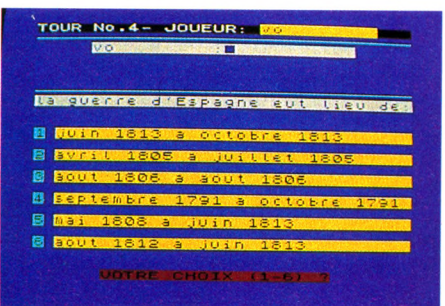 TOUR No.4- JOUEUR: vo
vo :
la guerre d'Espagne eut lieu de:
1 juin 1813 a octobre 1813
2 avril 1805 a juillet 1805
3 aout 1806 a aout 1806
4 septembre 1791 a octobre 1791
5 mai 1808 a juin 1813
6 aout 1812 a juin 1813
VOTRE CHOIX (1-6) ?